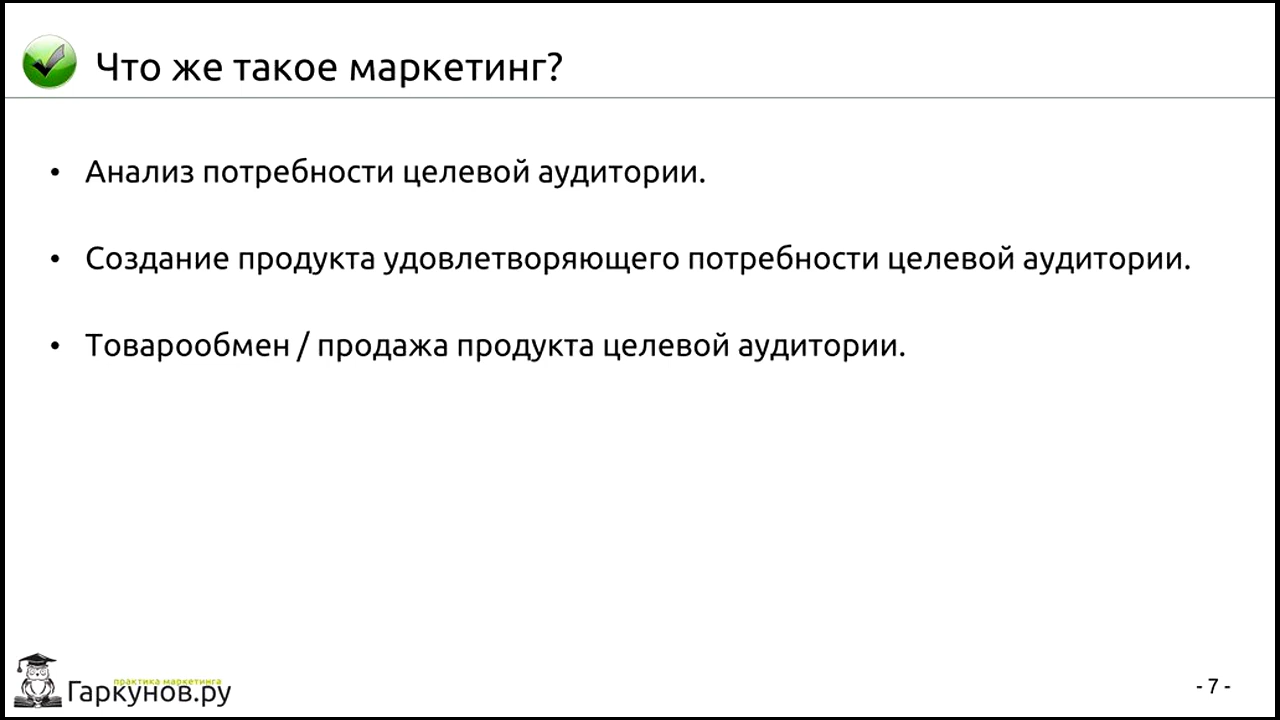 Что же такое маркетинг?
• Анализ потребности целевой аудитории.
• Создание продукта удовлетворяющего потребности целевой аудитории.
• Товарообмен / продажа продукта целевой аудитории.
практика маркетинга
Гаркунов.ру
- 7 -